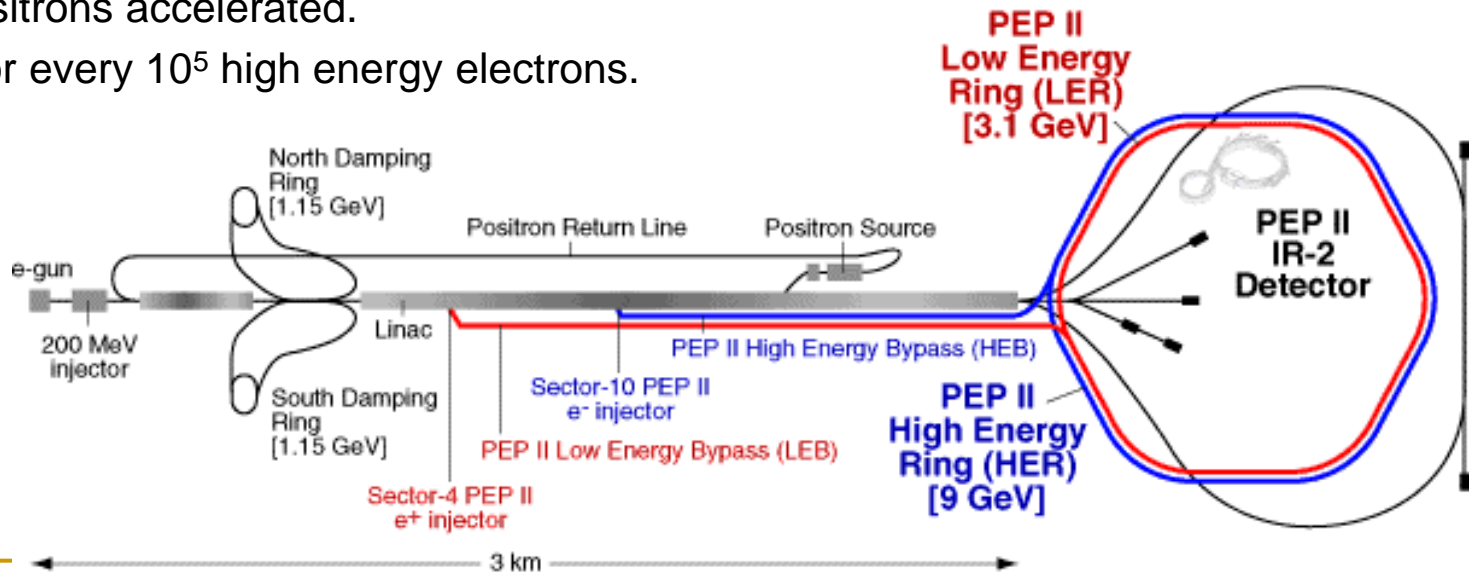 sitrons accelerated.
or every 10⁵ high energy electrons.
PEP II
Low Energy
Ring (LER)
[3.1 GeV]
North Damping
Ring
[1.15 GeV]
Positron Return Line
Positron Source
e-gun
PEP II
IR-2
Detector
200 MeV
injector
Linac
PEP II High Energy Bypass (HEB)
South Damping
Ring
[1.15 GeV]
Sector-10 PEP II
e⁻ injector
PEP II
High Energy
Ring (HER)
[9 GeV]
PEP II Low Energy Bypass (LEB)
Sector-4 PEP II
e⁺ injector
3 km